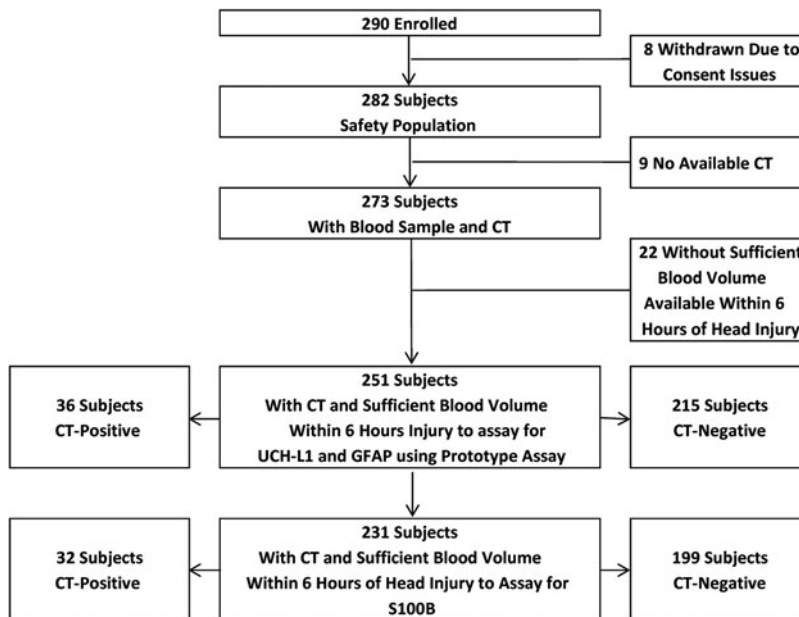 290 Enrolled
8 Withdrawn Due to
Consent Issues
282 Subjects
Safety Population
9 No Available CT
273 Subjects
With Blood Sample and CT
22 Without Sufficient
Blood Volume
Available Within 6
Hours of Head Injury
36 Subjects
CT-Positive
251 Subjects
With CT and Sufficient Blood Volume
Within 6 Hours Injury to assay for
UCH-L1 and GFAP using Prototype Assay
215 Subjects
CT-Negative
32 Subjects
CT-Positive
231 Subjects
With CT and Sufficient Blood Volume
Within 6 Hours of Head Injury to Assay for
S100B
199 Subjects
CT-Negative